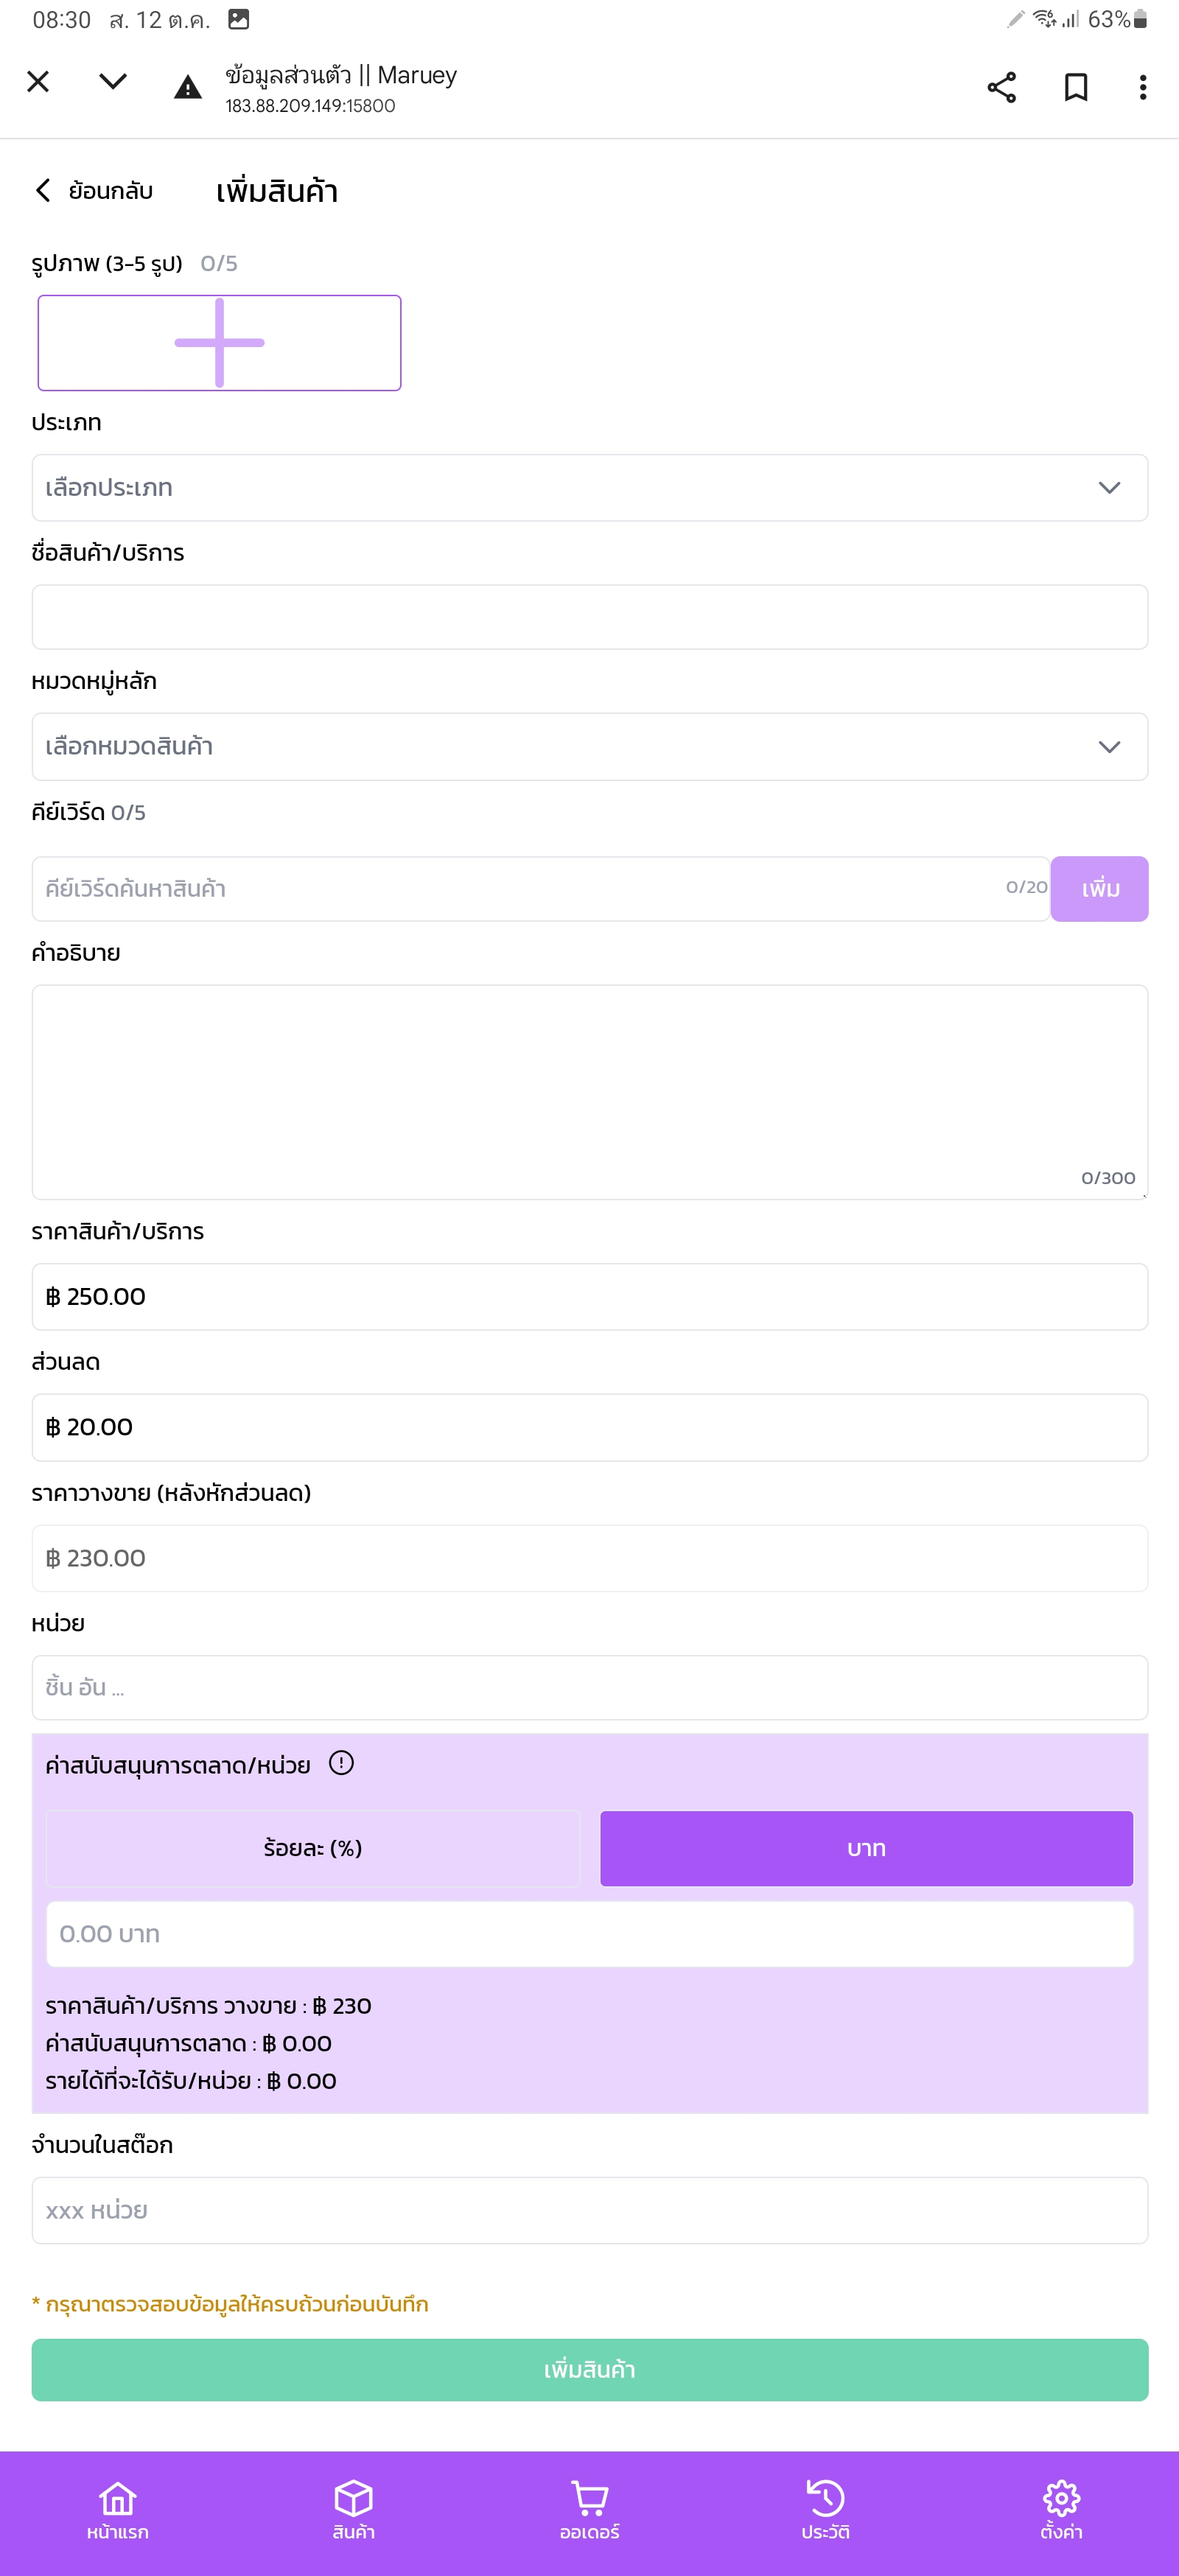 08:30 ส. 12 ต.ค. 63%
ข้อมูลส่วนตัว || Maruey
183.88.209.149:15800
ย้อนกลับ เพิ่มสินค้า
รูปภาพ (3-5 รูป) 0/5
ประเภท
เลือกประเภท
ชื่อสินค้า/บริการ
หมวดหมู่หลัก
เลือกหมวดสินค้า
คีย์เวิร์ด 0/5
คีย์เวิร์ดค้นหาสินค้า 0/20 เพิ่ม
คำอธิบาย
0/300
ราคาสินค้า/บริการ
฿ 250.00
ส่วนลด
฿ 20.00
ราคาวางขาย (หลังหักส่วนลด)
฿ 230.00
หน่วย
ชิ้น อัน ...
ค่าสนับสนุนการตลาด/หน่วย
ร้อยละ (%) บาท
0.00 บาท
ราคาสินค้า/บริการ วางขาย : ฿ 230
ค่าสนับสนุนการตลาด : ฿ 0.00
รายได้ที่จะได้รับ/หน่วย : ฿ 0.00
จำนวนในสต๊อก
xxx หน่วย
* กรุณาตรวจสอบข้อมูลให้ครบถ้วนก่อนบันทึก
เพิ่มสินค้า
หน้าแรก สินค้า ออเดอร์ ประวัติ ตั้งค่า